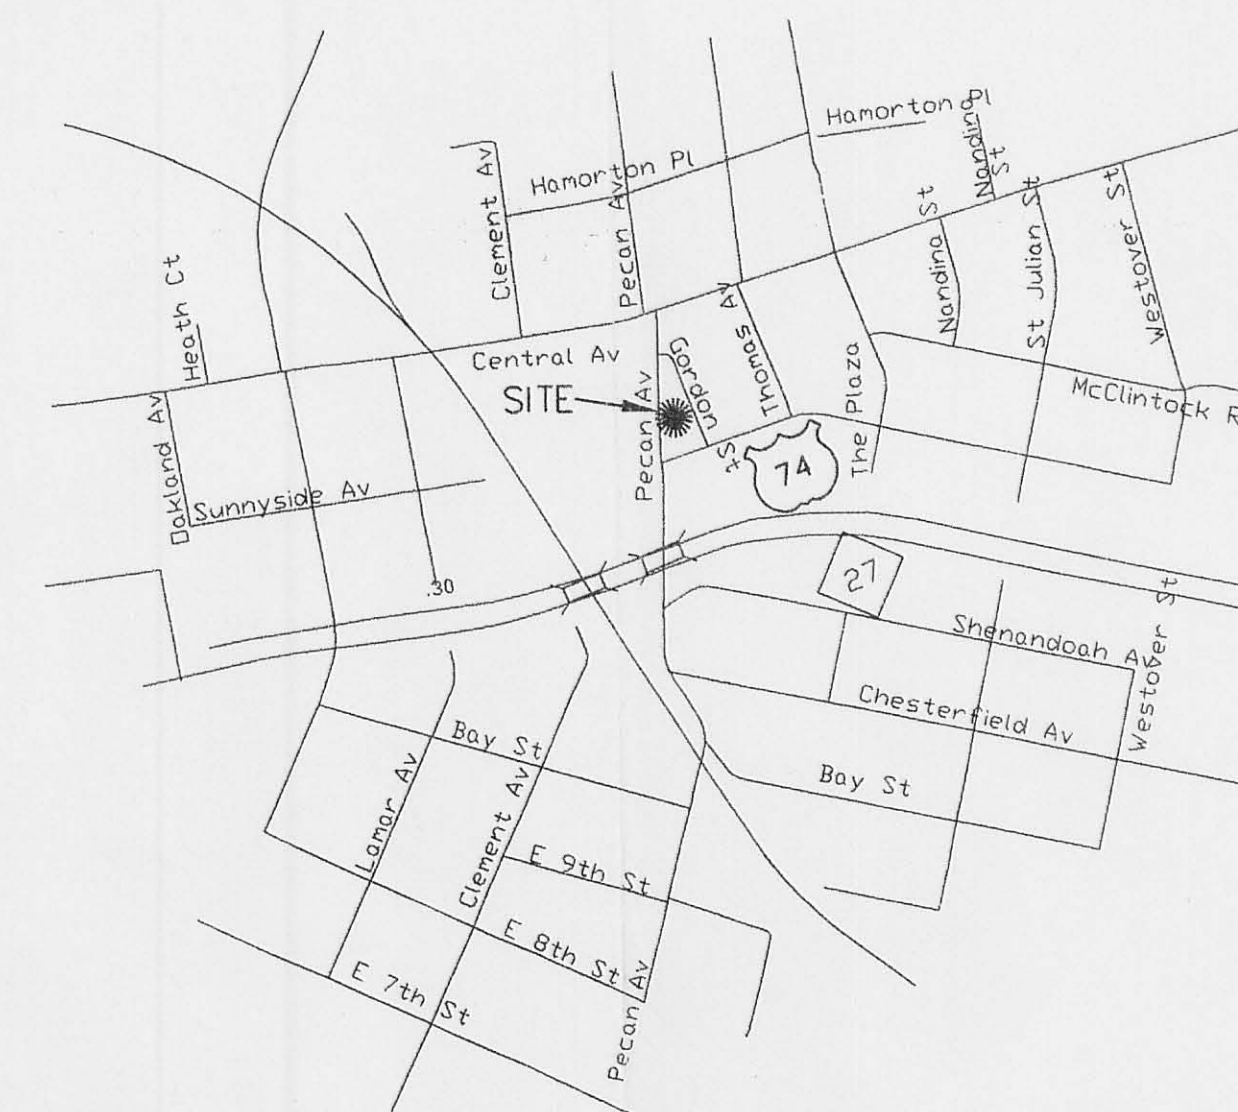 Hamorton Pl
Nandina
St
Hamorton Pl
Clement Av
Pecan Av
Nandina St
St Julian St
Westover St
Heath Ct
Central Av
SITE
Gordon
St
Thomas Av
The Plaza
McClintock R
Pecan Av
Oakland Av
Sunnyside Av
74
.30
27
Shenandoah Av
Westover St
Chesterfield Av
Bay St
Bay St
Lamar Av
Clement Av
E 9th St
E 8th St
E 7th St
Pecan Av